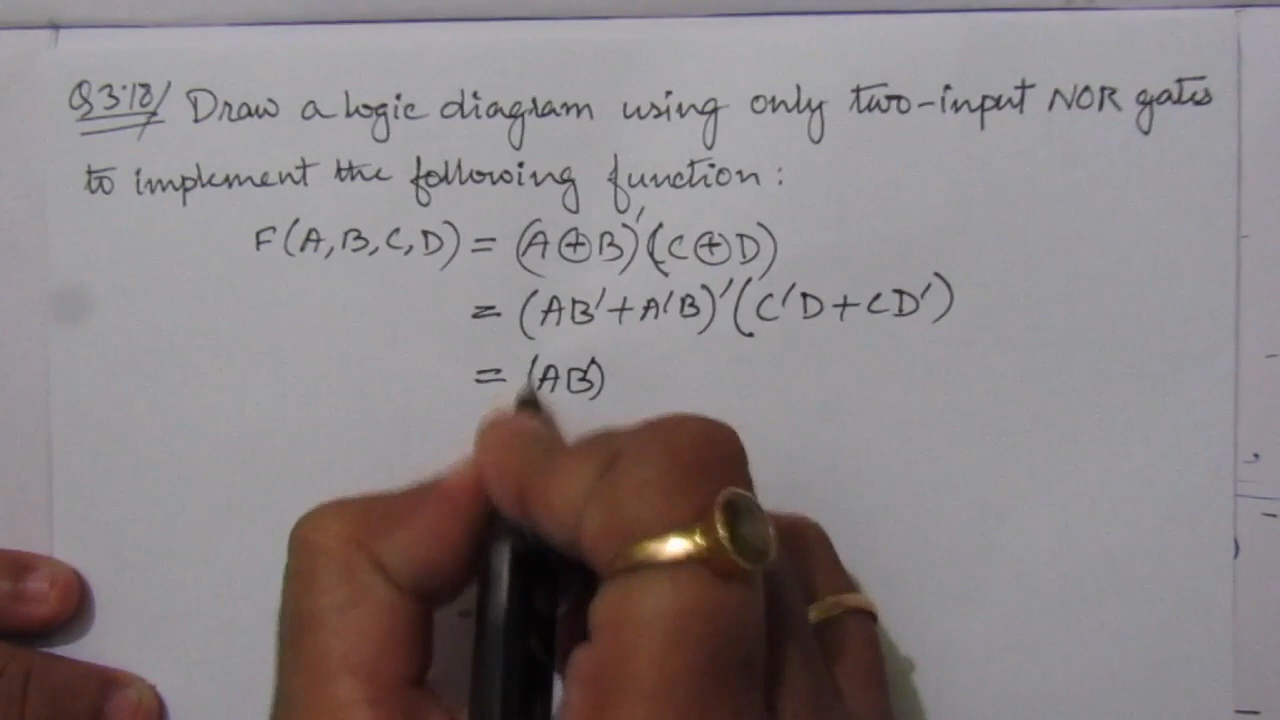 Q3.18/ Draw a logic diagram using only two-input NOR gates
to implement the following function:
F(A,B,C,D) = (A⊕B)'(C⊕D)
= (AB'+A'B)'(C'D+CD')
= (AB')